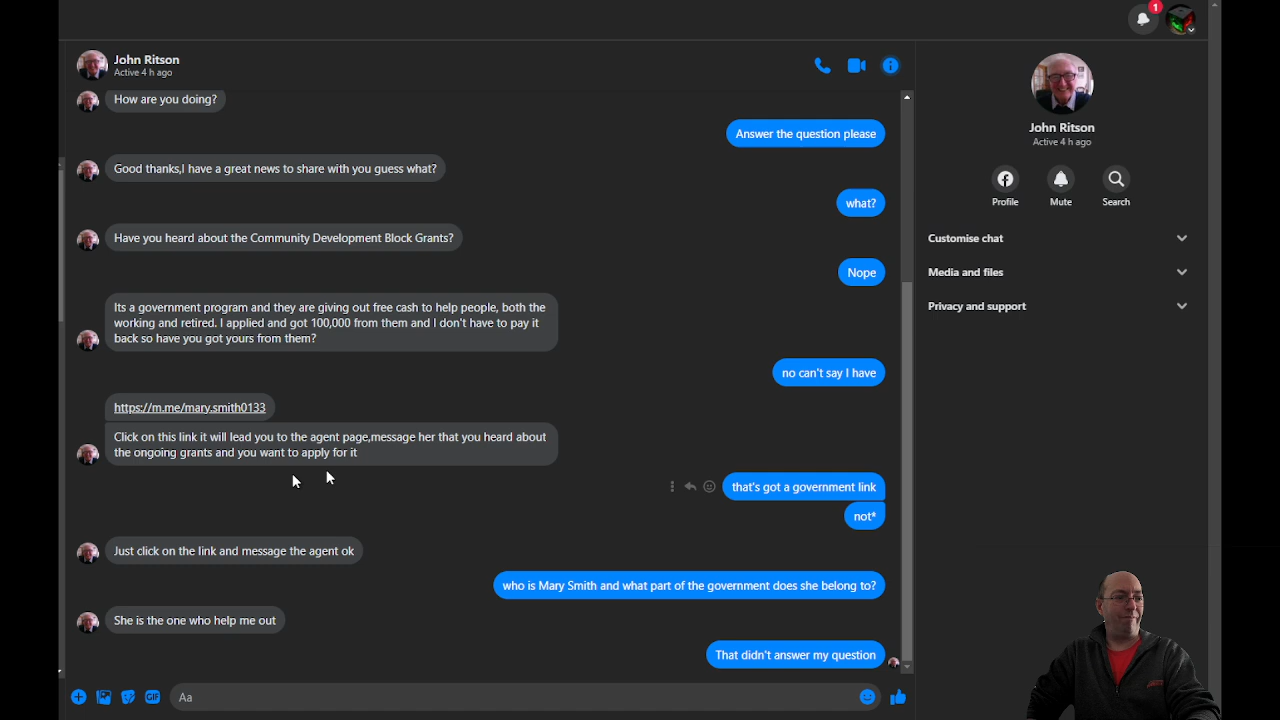 1
John Ritson
Active 4 h ago
How are you doing?
Answer the question please
Good thanks,I have a great news to share with you guess what?
what?
Have you heard about the Community Development Block Grants?
Nope
Its a government program and they are giving out free cash to help people, both the
working and retired. I applied and got 100,000 from them and I don't have to pay it
back so have you got yours from them?
no can't say I have
https://m.me/mary.smith0133
Click on this link it will lead you to the agent page,message her that you heard about
the ongoing grants and you want to apply for it
that's got a government link
not*
Just click on the link and message the agent ok
who is Mary Smith and what part of the government does she belong to?
She is the one who help me out
That didn't answer my question
GIF
Aa
John Ritson
Active 4 h ago
Profile
Mute
Search
Customise chat
Media and files
Privacy and support